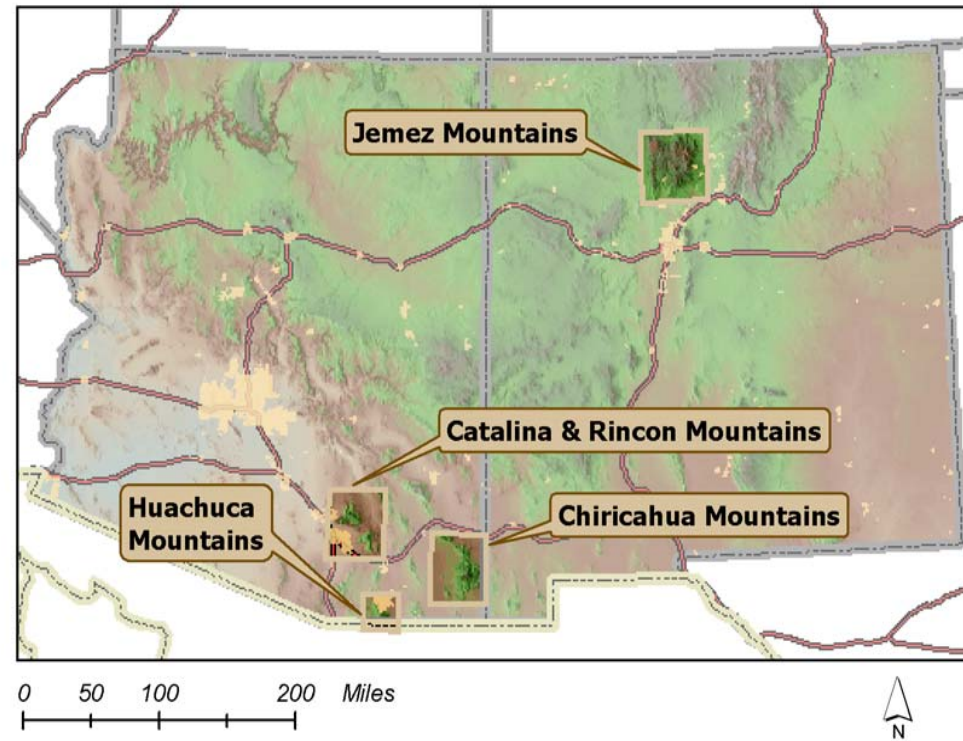 Jemez Mountains
Catalina & Rincon Mountains
Huachuca
Mountains
Chiricahua Mountains
0 50 100 200 Miles
N